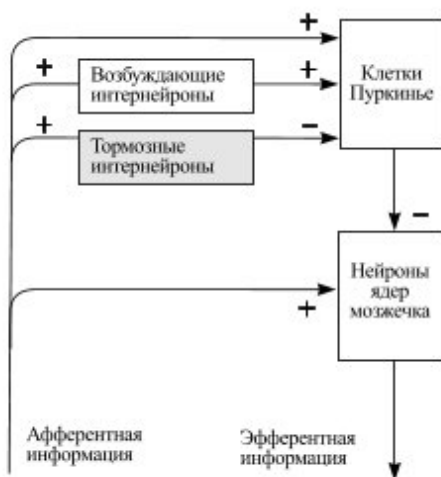 +
+
Возбуждающие
интернейроны
+
Клетки
Пуркинье
+
Тормозные
интернейроны
−
−
Нейроны
ядер
мозжечка
+
Афферентная
информация
Эфферентная
информация